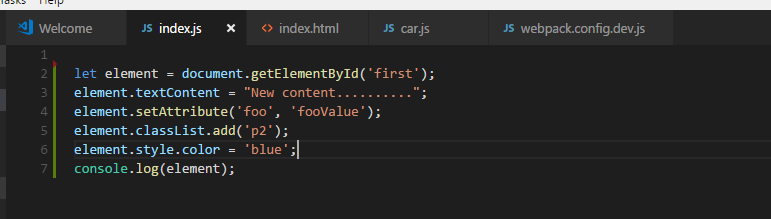 Tasks Help
Welcome JS index.js × <> index.html JS car.js JS webpack.config.dev.js
1
2 let element = document.getElementById('first');
3 element.textContent = "New content..........";
4 element.setAttribute('foo', 'fooValue');
5 element.classList.add('p2');
6 element.style.color = 'blue';
7 console.log(element);